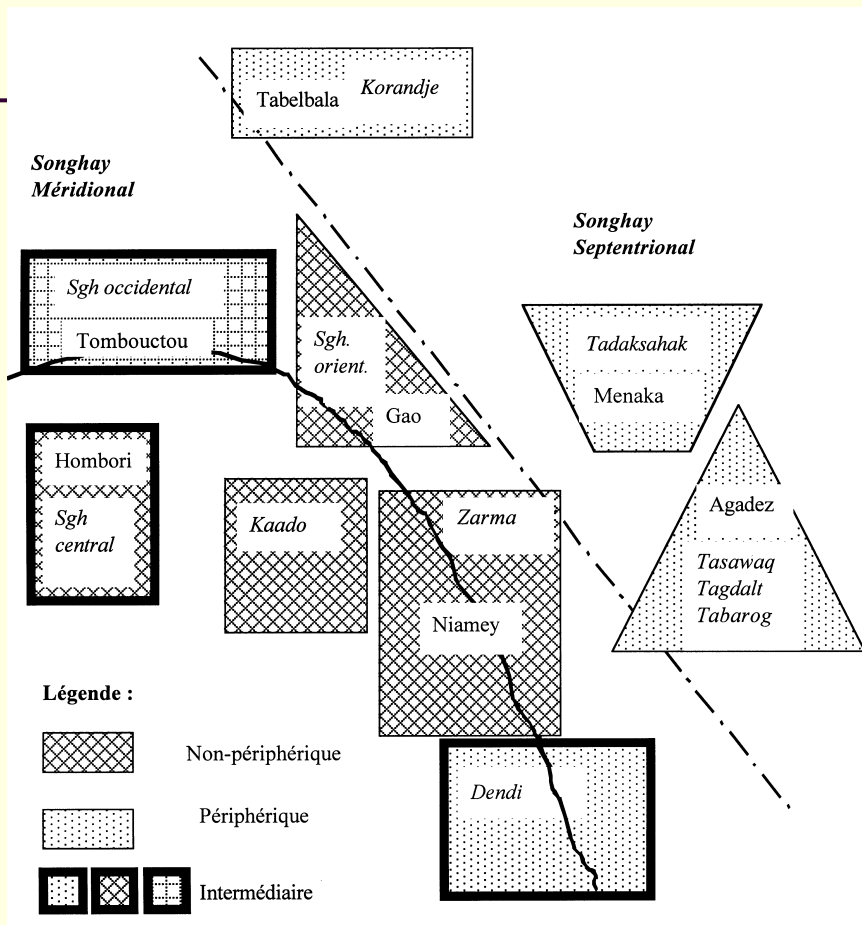 Tabelbala
Korandje
Songhay
Méridional
Songhay
Septentrional
Sgh occidental
Tombouctou
Sgh.
orient.
Gao
Tadaksahak
Menaka
Hombori
Sgh
central
Kaado
Zarma
Niamey
Agadez
Tasawaq
Tagdalt
Tabarog
Dendi
Légende :
Non-périphérique
Périphérique
Intermédiaire